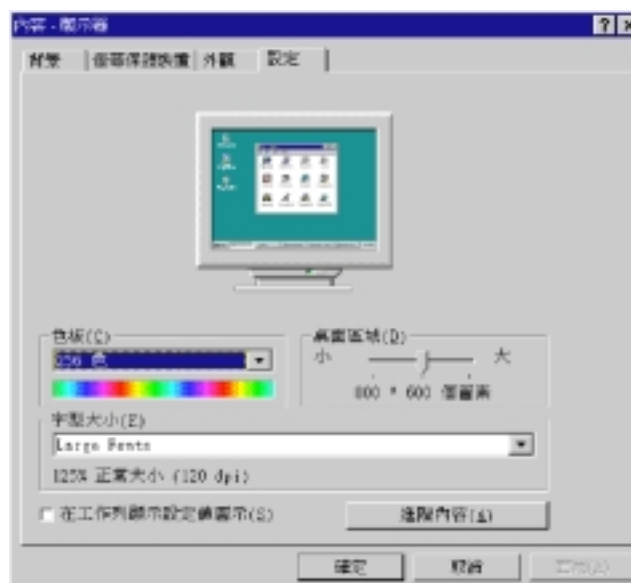 內容 - 顯示器
背景 螢幕保護裝置 外觀 設定
色板(C)
256 色
桌面區域(D)
小 大
800 * 600 個畫素
字型大小(F)
Large Fonts
125% 正常大小 (120 dpi)
在工作列顯示設定值圖示(S)
進階內容(A)
確定 取消